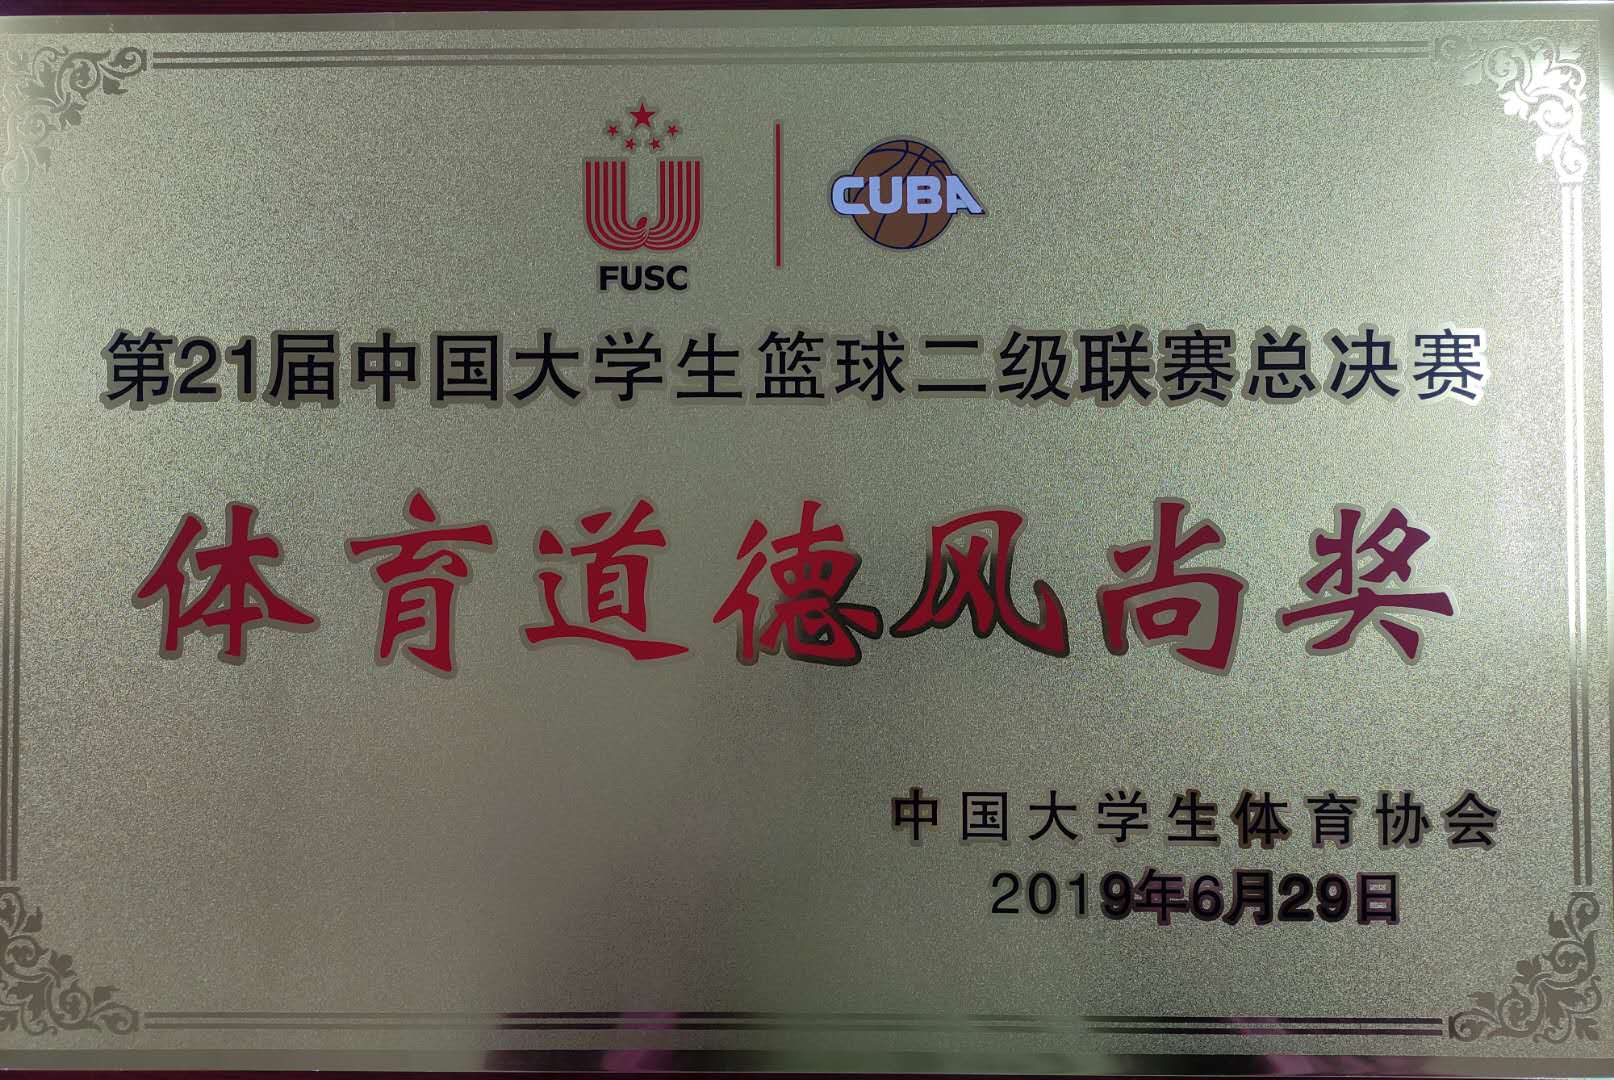 FUSC
CUBA
第21届中国大学生篮球二级联赛总决赛
体育道德风尚奖
中国大学生体育协会
2019年6月29日